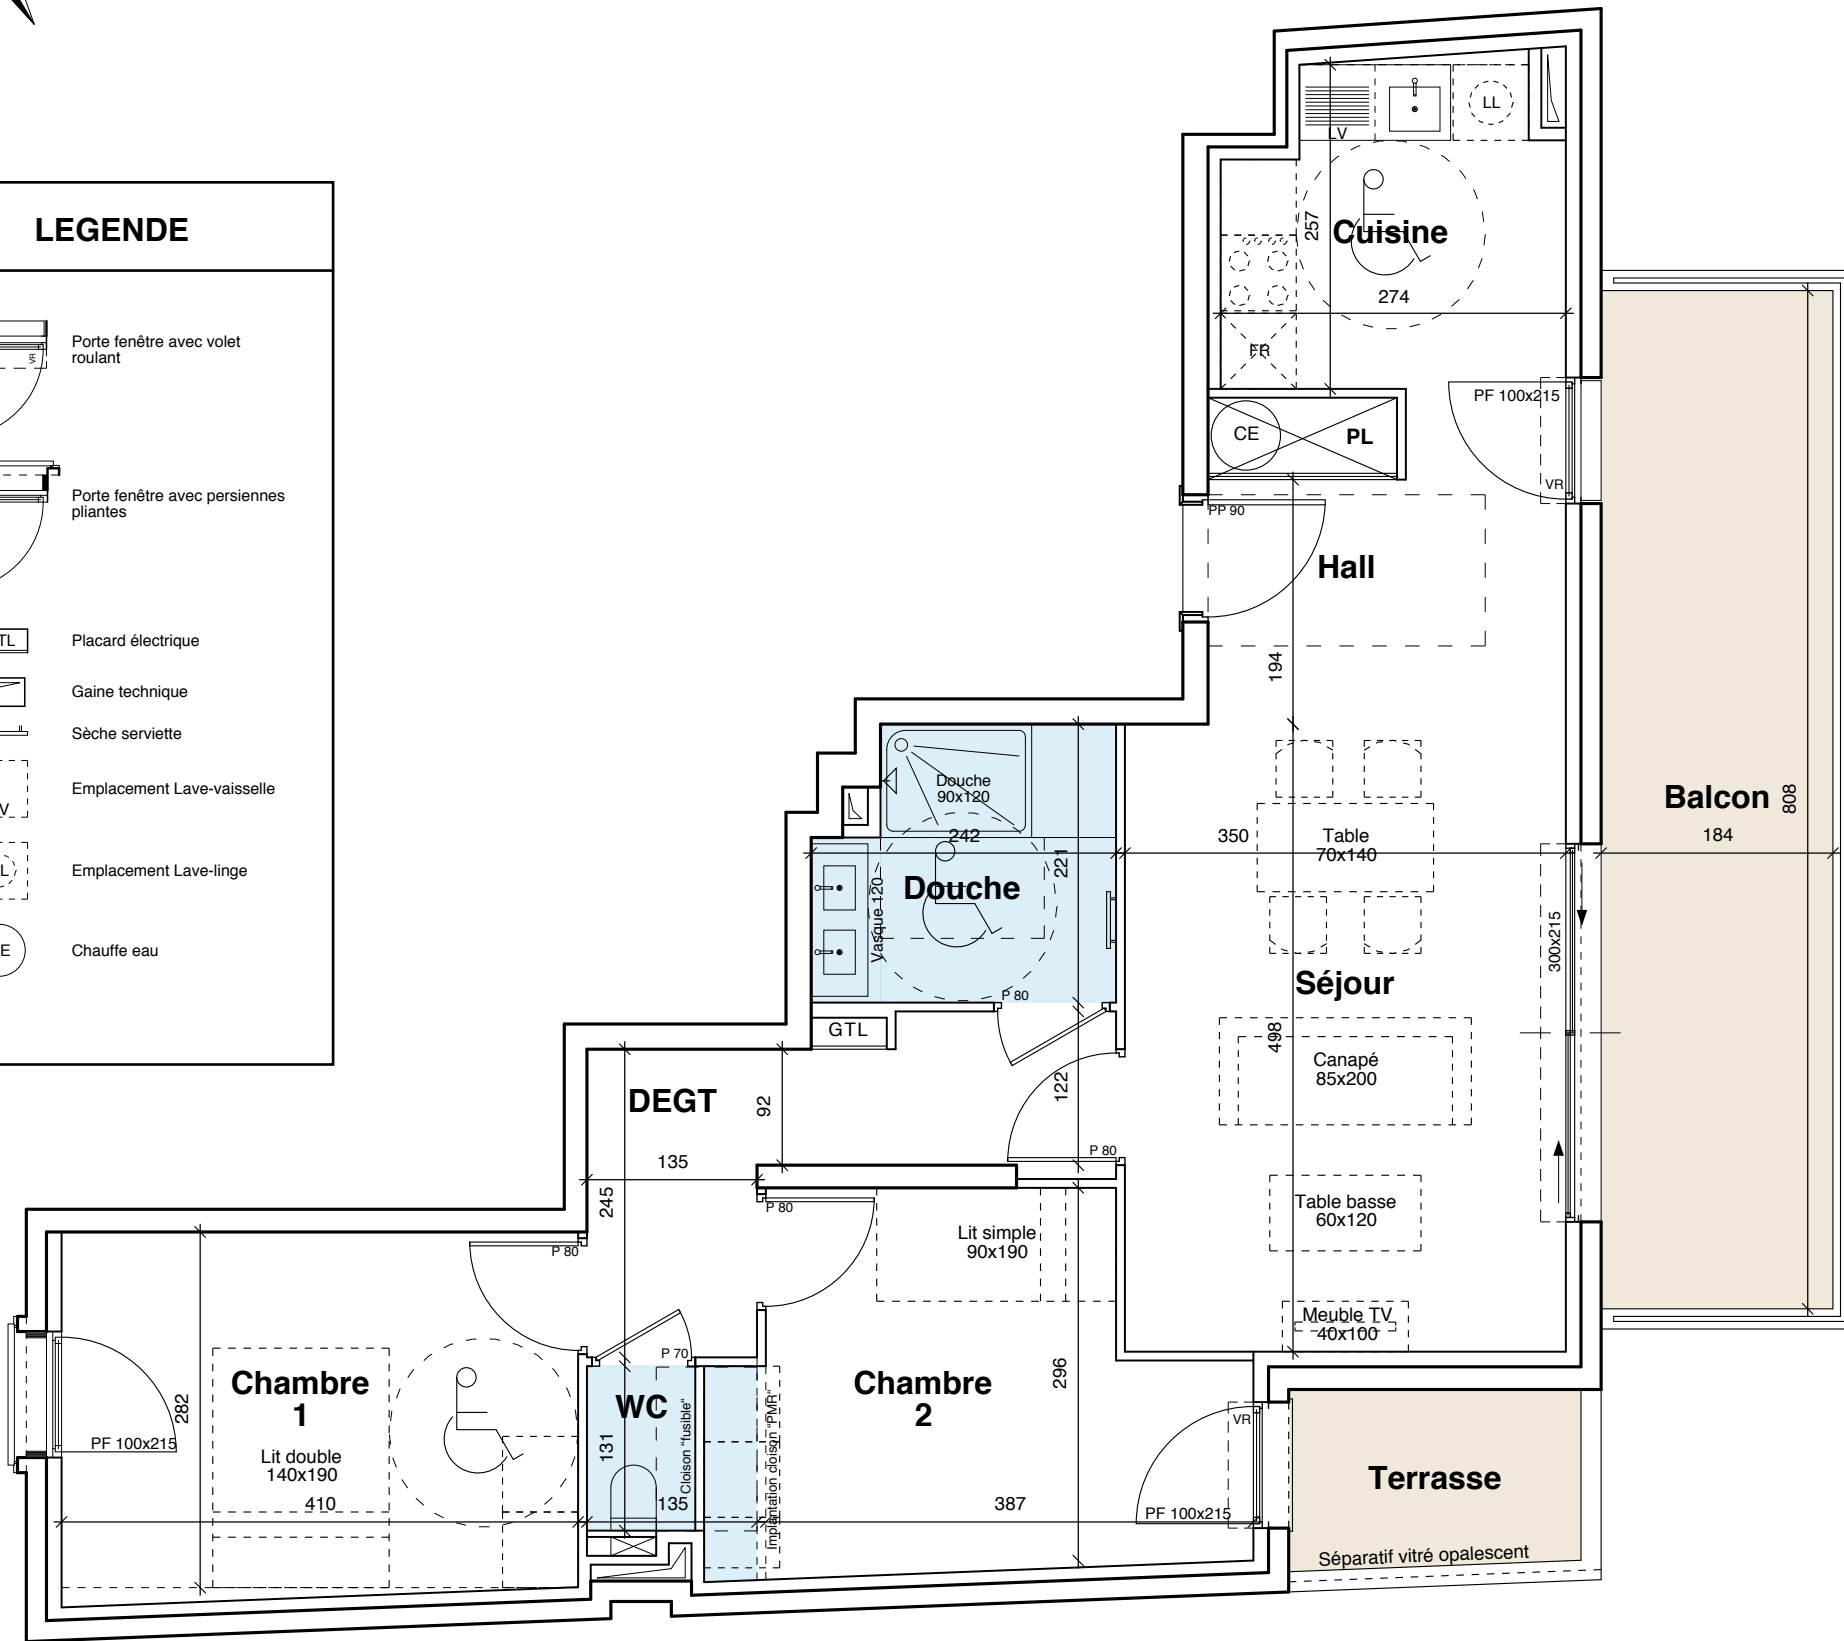 LEGENDE
VR
Porte fenêtre avec volet
roulant
Porte fenêtre avec persiennes
pliantes
TL
Placard électrique
Gaine technique
Sèche serviette
V
Emplacement Lave-vaisselle
L
Emplacement Lave-linge
E
Chauffe eau
LV
LL
Cuisine
257
274
FR
CE
PL
PF 100x215
VR
PP 90
Hall
194
Balcon
808
184
Douche
90x120
242
221
Douche
Vasque 120
P 80
350
Table
70x140
300x215
Séjour
498
Canapé
85x200
GTL
DEGT
92
122
P 80
135
245
P 80
P 80
Lit simple
90x190
Table basse
60x120
Meuble TV
40x100
Chambre
1
282
PF 100x215
Lit double
140x190
410
P 70
WC
131
135
Cloison "fusible"
Implantation cloison "PMR"
Chambre
2
296
387
VR
PF 100x215
Terrasse
Séparatif vitré opalescent